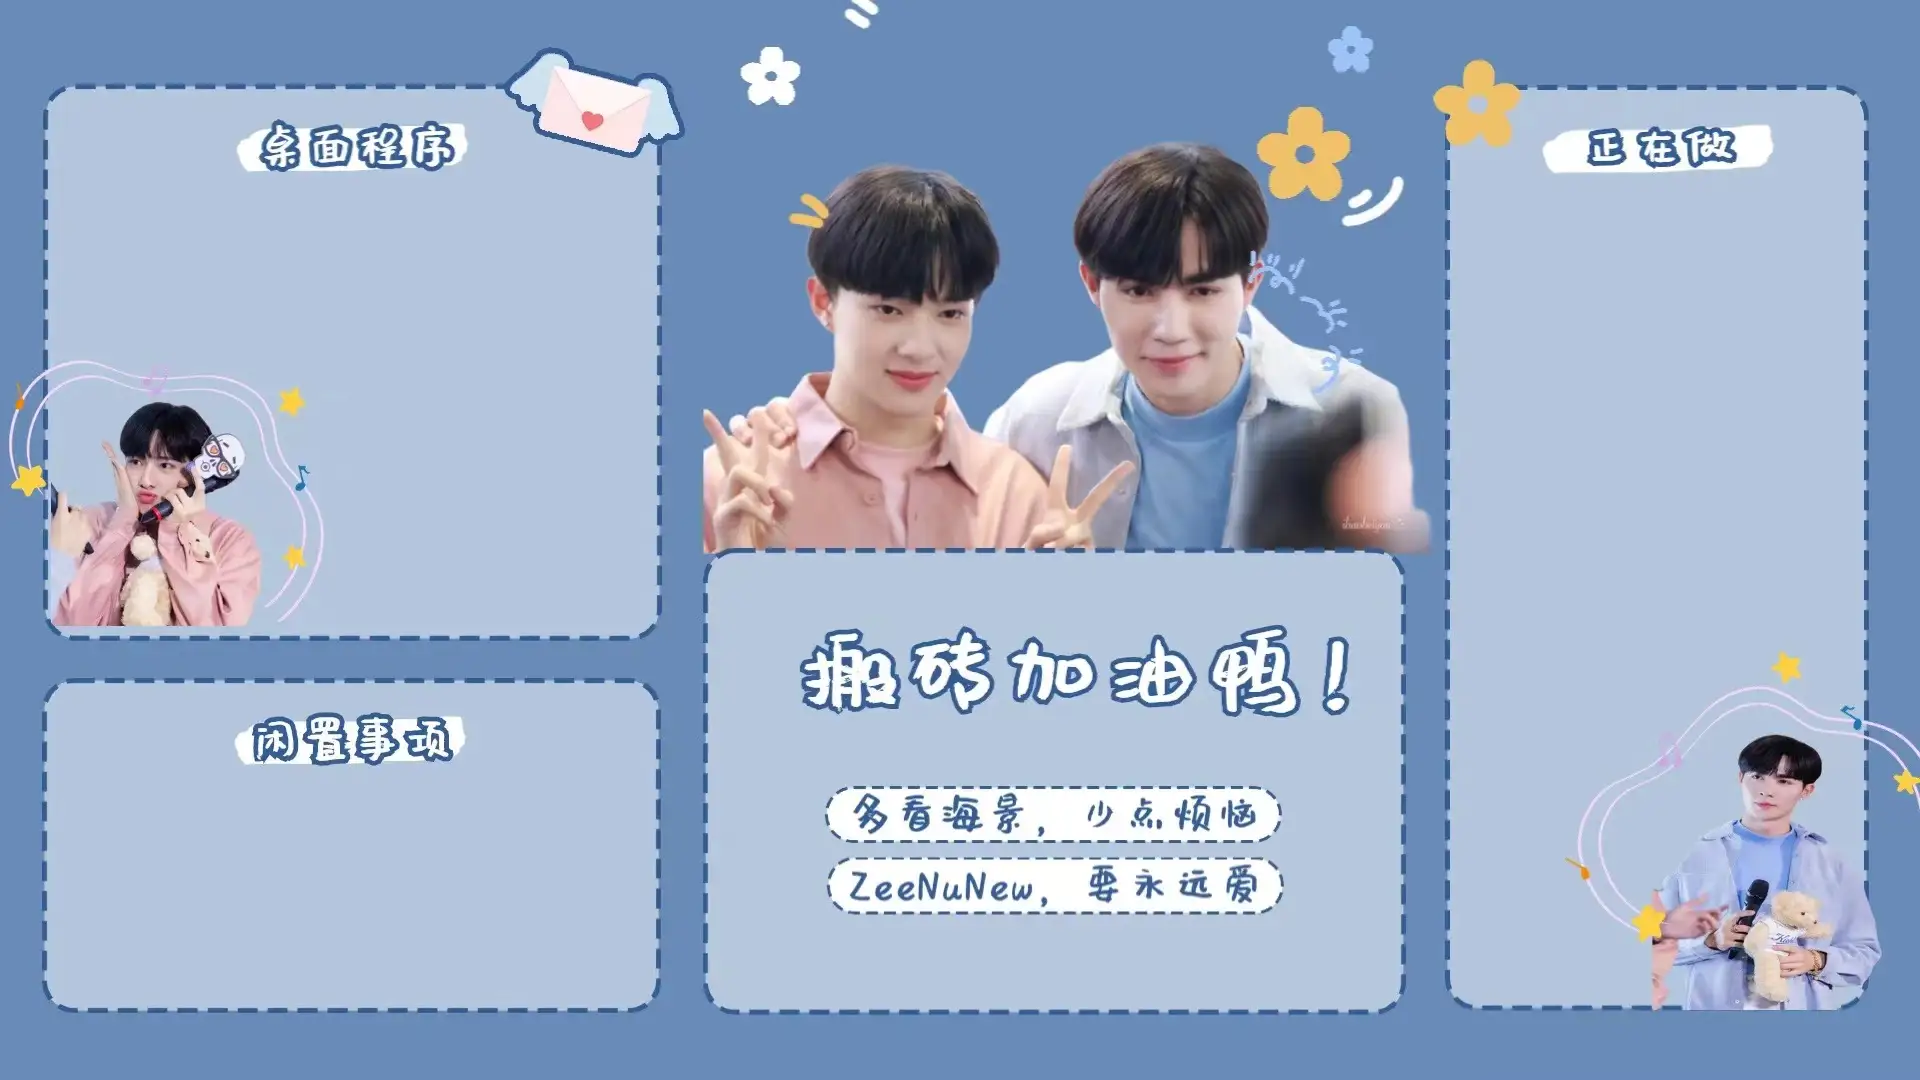 桌面程序
正在做
搬砖加油鸭！
闲置事项
多看海景，少点烦恼
ZeeNuNew，要永远爱